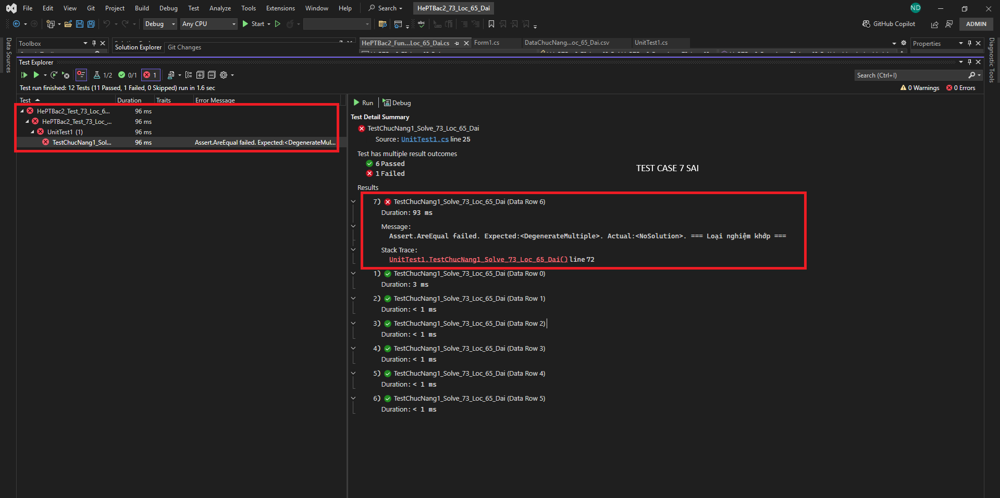 File Edit View Git Project Build Debug Test Analyze Tools Extensions Window Help Search HePTBac2_73_Loc_65_Dai ND
Debug Any CPU Start abc GitHub Copilot ADMIN
Data Sources
Toolbox
Solution Explorer Git Changes
HePTBac2_Fun...Loc_65_Dai.cs Form1.cs DataChucNang...oc_65_Dai.csv UnitTest1.cs
Properties
Diagnostic Tools
Test Explorer
1/2 0/1 1
Search (Ctrl+I)
Test run finished: 12 Tests (11 Passed, 1 Failed, 0 Skipped) run in 1.6 sec
0 Warnings 0 Errors
Test Duration Traits Error Message
HePTBac2_Test_73_Loc_6... 96 ms
HePTBac2_Test_73_Loc_... 96 ms
UnitTest1 (1) 96 ms
TestChucNang1_Sol... 96 ms Assert.AreEqual failed. Expected:<DegenerateMul...
Run Debug
Test Detail Summary
TestChucNang1_Solve_73_Loc_65_Dai
Source: UnitTest1.cs line 25
Test has multiple result outcomes
6 Passed
1 Failed
TEST CASE 7 SAI
Results
7) TestChucNang1_Solve_73_Loc_65_Dai (Data Row 6)
Duration: 93 ms
Message:
Assert.AreEqual failed. Expected:<DegenerateMultiple>. Actual:<NoSolution>. === Loại nghiệm khớp ===
Stack Trace:
UnitTest1.TestChucNang1_Solve_73_Loc_65_Dai() line 72
1) TestChucNang1_Solve_73_Loc_65_Dai (Data Row 0)
Duration: 3 ms
2) TestChucNang1_Solve_73_Loc_65_Dai (Data Row 1)
Duration: < 1 ms
3) TestChucNang1_Solve_73_Loc_65_Dai (Data Row 2)
Duration: < 1 ms
4) TestChucNang1_Solve_73_Loc_65_Dai (Data Row 3)
Duration: < 1 ms
5) TestChucNang1_Solve_73_Loc_65_Dai (Data Row 4)
Duration: < 1 ms
6) TestChucNang1_Solve_73_Loc_65_Dai (Data Row 5)
Duration: < 1 ms